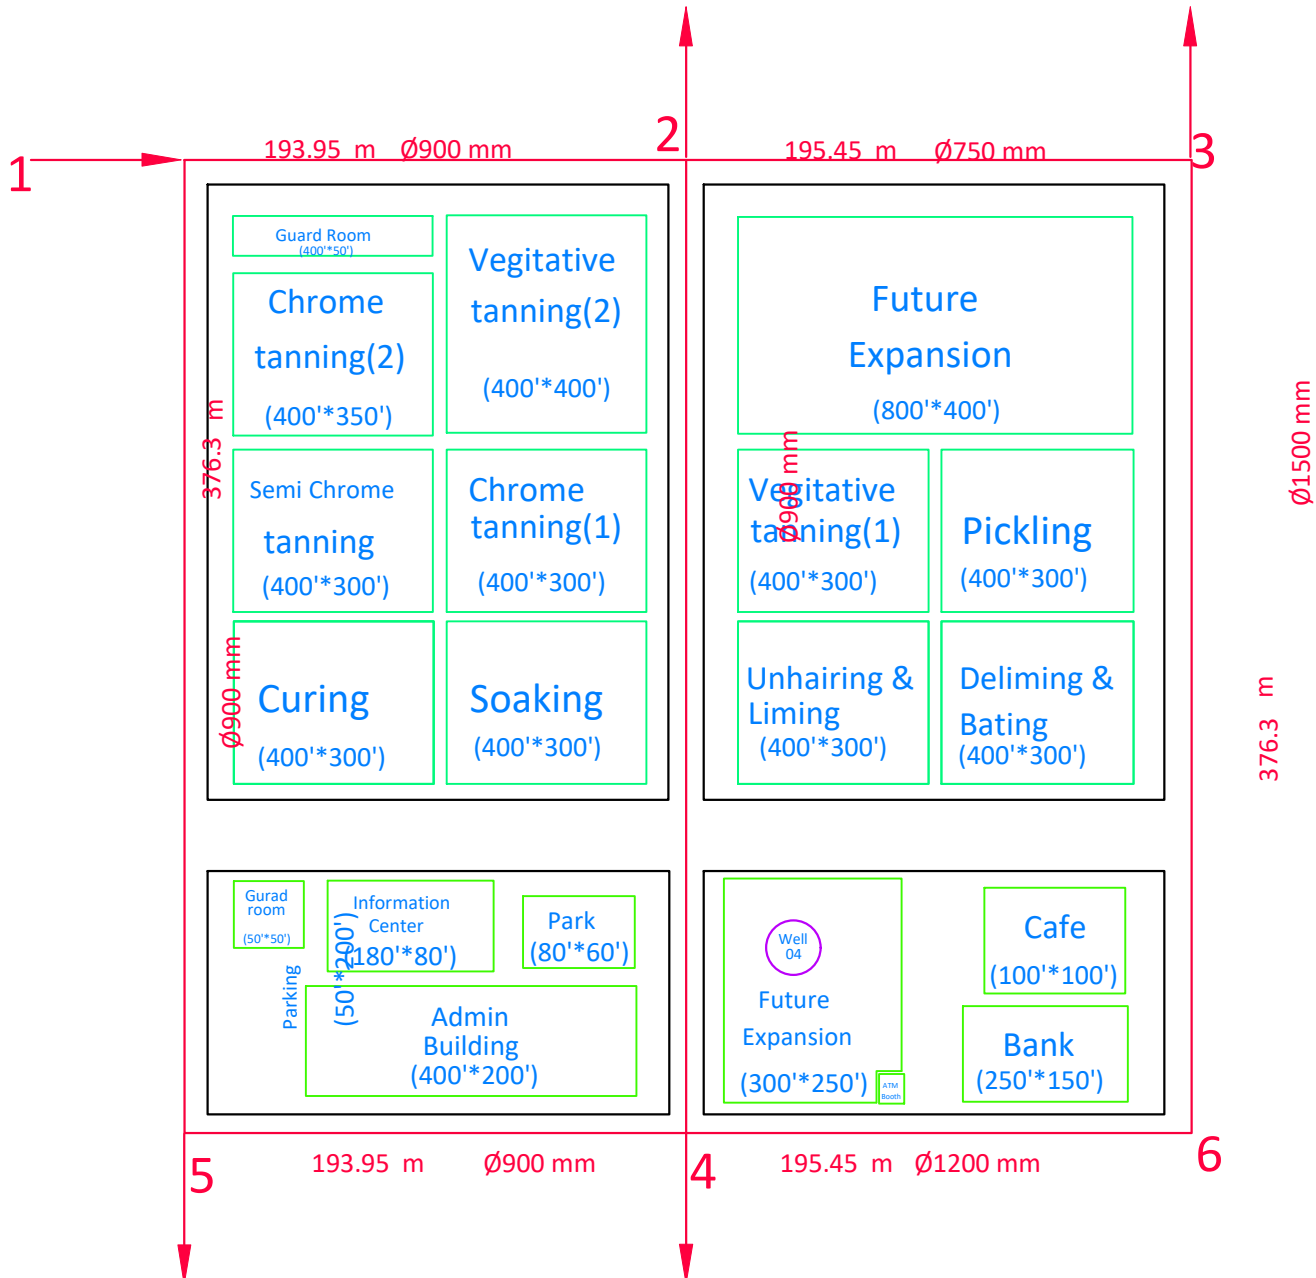 1
193.95 m Ø900 mm
2
195.45 m Ø750 mm
3
Guard Room
(400'*50')
Chrome
tanning(2)
(400'*350')
Vegitative
tanning(2)
(400'*400')
Future
Expansion
(800'*400')
376.3 m
Ø900 mm
Ø1500 mm
376.3 m
Semi Chrome
tanning
(400'*300')
Chrome
tanning(1)
(400'*300')
Vegitative
tanning(1)
(400'*300')
Ø900 mm
Pickling
(400'*300')
Curing
(400'*300')
Soaking
(400'*300')
Unhairing &
Liming
(400'*300')
Deliming &
Bating
(400'*300')
Gurad
room
(50'*50')
Information
Center
(180'*80')
Park
(80'*60')
Parking
(50'*200')
Admin
Building
(400'*200')
Well
04
Future
Expansion
(300'*250')
ATM
Booth
Cafe
(100'*100')
Bank
(250'*150')
5
193.95 m Ø900 mm
4
195.45 m Ø1200 mm
6